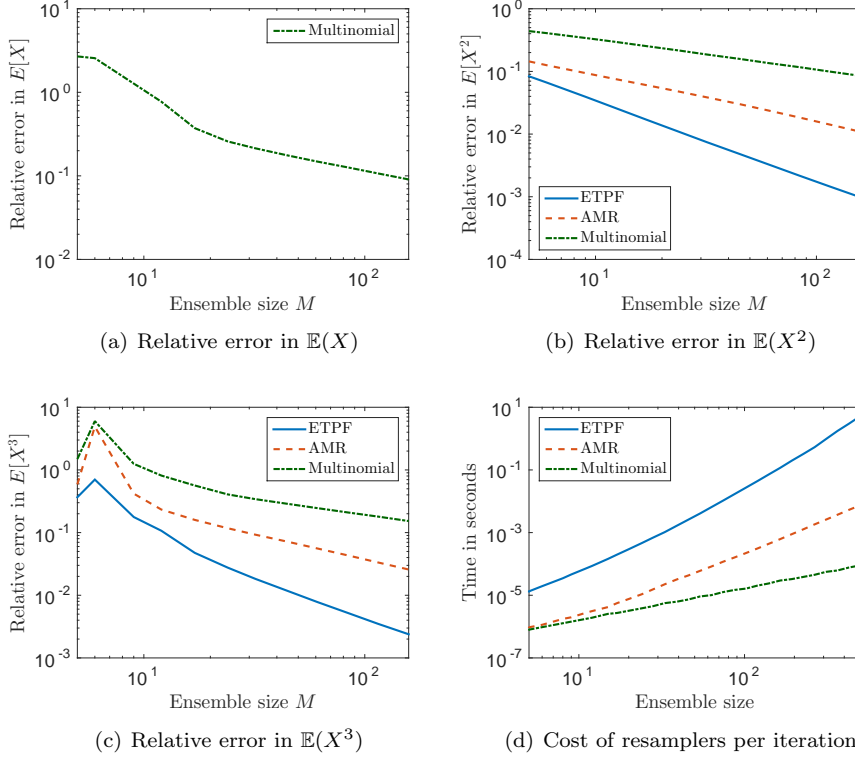 Relative error in E[X]
10^1
10^0
10^-1
10^-2
10^1
10^2
Ensemble size M
Multinomial
(a) Relative error in 𝔼(X)
Relative error in E[X^2]
10^0
10^-1
10^-2
10^-3
10^-4
10^1
10^2
Ensemble size M
ETPF
AMR
Multinomial
(b) Relative error in 𝔼(X^2)
Relative error in E[X^3]
10^1
10^0
10^-1
10^-2
10^-3
10^1
10^2
Ensemble size M
ETPF
AMR
Multinomial
(c) Relative error in 𝔼(X^3)
Time in seconds
10^1
10^-1
10^-3
10^-5
10^-7
10^1
10^2
Ensemble size
ETPF
AMR
Multinomial
(d) Cost of resamplers per iteration